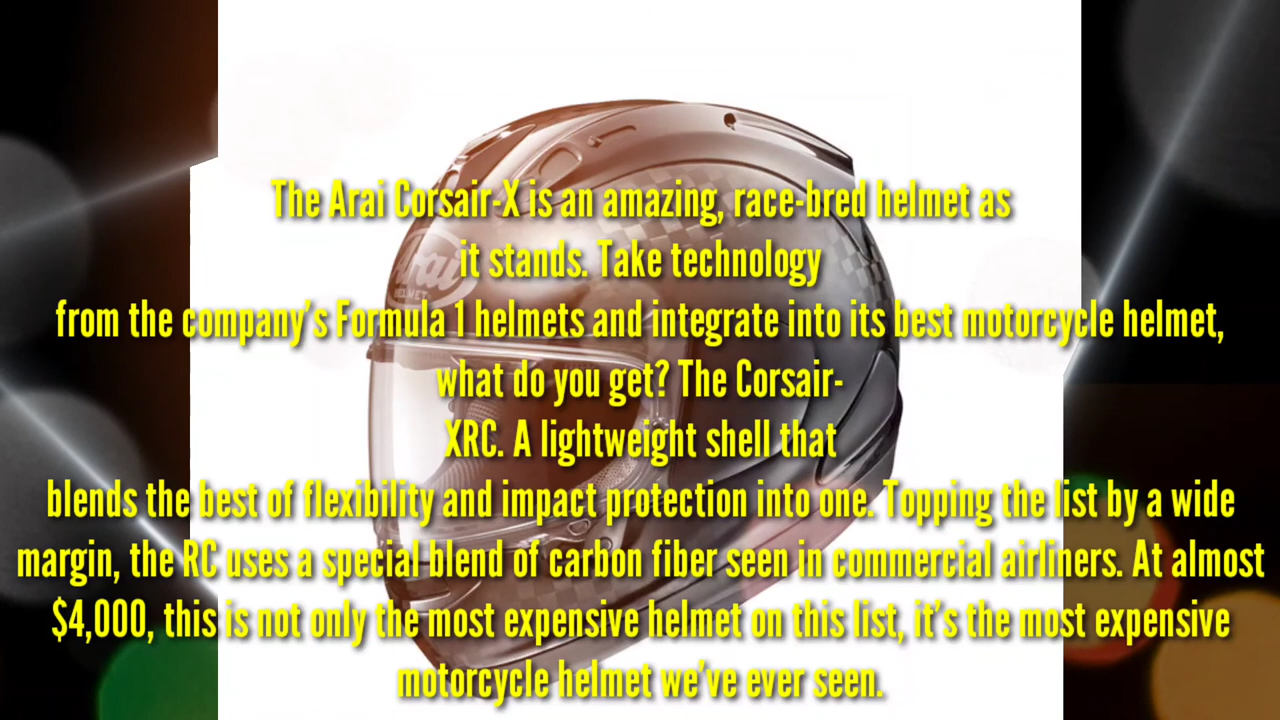 The Arai Corsair-X is an amazing, race-bred helmet as
it stands. Take technology
from the company's Formula 1 helmets and integrate into its best motorcycle helmet,
what do you get? The Corsair-
XRC. A lightweight shell that
blends the best of flexibility and impact protection into one. Topping the list by a wide
margin, the RC uses a special blend of carbon fiber seen in commercial airliners. At almost
$4,000, this is not only the most expensive helmet on this list, it's the most expensive
motorcycle helmet we've ever seen.
Arai
HELMET